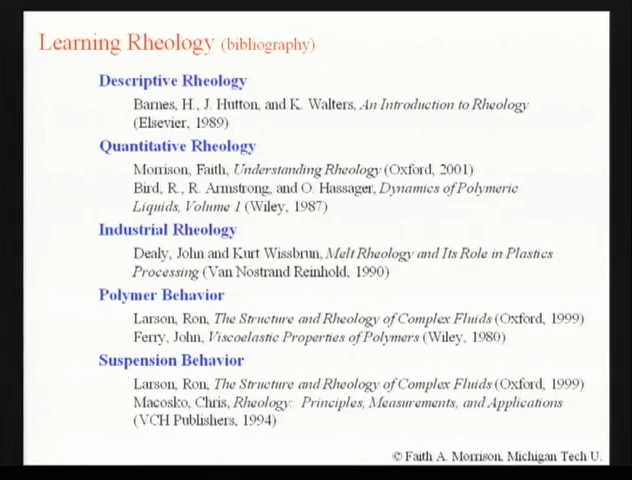 Learning Rheology (bibliography)
Descriptive Rheology
Barnes, H., J. Hutton, and K. Walters, An Introduction to Rheology
(Elsevier, 1989)
Quantitative Rheology
Morrison, Faith, Understanding Rheology (Oxford, 2001)
Bird, R., R. Armstrong, and O. Hassager, Dynamics of Polymeric
Liquids, Volume 1 (Wiley, 1987)
Industrial Rheology
Dealy, John and Kurt Wissbrun, Melt Rheology and Its Role in Plastics
Processing (Van Nostrand Reinhold, 1990)
Polymer Behavior
Larson, Ron, The Structure and Rheology of Complex Fluids (Oxford, 1999)
Ferry, John, Viscoelastic Properties of Polymers (Wiley, 1980)
Suspension Behavior
Larson, Ron, The Structure and Rheology of Complex Fluids (Oxford, 1999)
Macosko, Chris, Rheology: Principles, Measurements, and Applications
(VCH Publishers, 1994)
© Faith A. Morrison, Michigan Tech U.